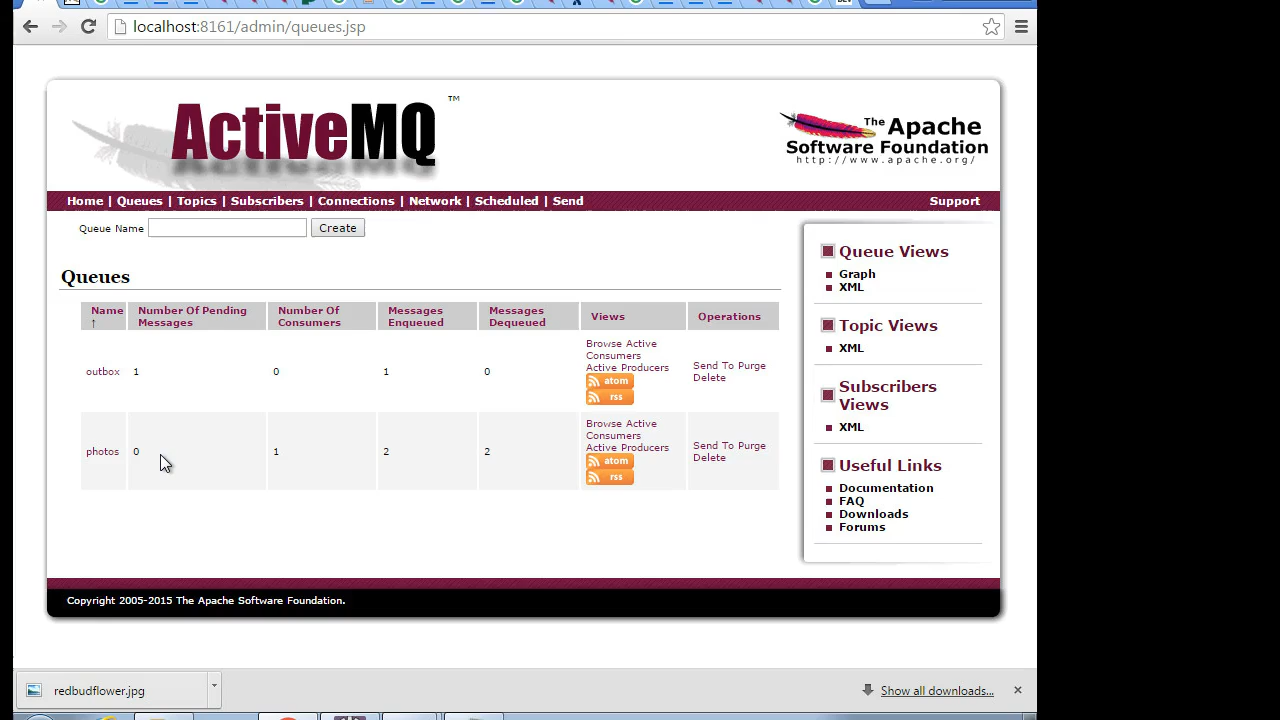 localhost:8161/admin/queues.jsp
ActiveMQ™
The Apache
Software Foundation
http://www.apache.org/
Home | Queues | Topics | Subscribers | Connections | Network | Scheduled | Send
Support
Queue Name
Create
Queues
Name ↑
Number Of Pending Messages
Number Of Consumers
Messages Enqueued
Messages Dequeued
Views
Operations
outbox
1
0
1
0
Browse Active
Consumers
Active Producers
atom
rss
Send To Purge
Delete
photos
0
1
2
2
Browse Active
Consumers
Active Producers
atom
rss
Send To Purge
Delete
Queue Views
Graph
XML
Topic Views
XML
Subscribers
Views
XML
Useful Links
Documentation
FAQ
Downloads
Forums
Copyright 2005-2015 The Apache Software Foundation.
redbudflower.jpg
Show all downloads...